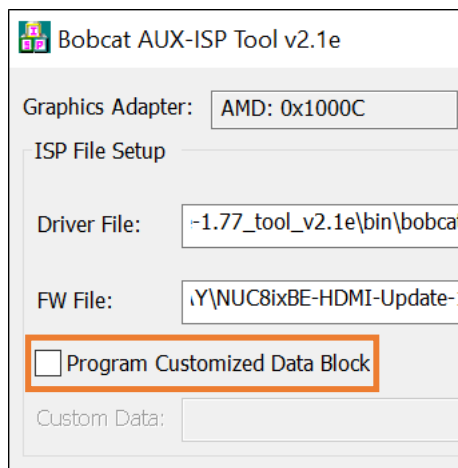 Bobcat AUX-ISP Tool v2.1e
Graphics Adapter: AMD: 0x1000C
ISP File Setup
Driver File: -1.77_tool_v2.1e\bin\bobca
FW File: \Y\NUC8ixBE-HDMI-Update-
Program Customized Data Block
Custom Data: